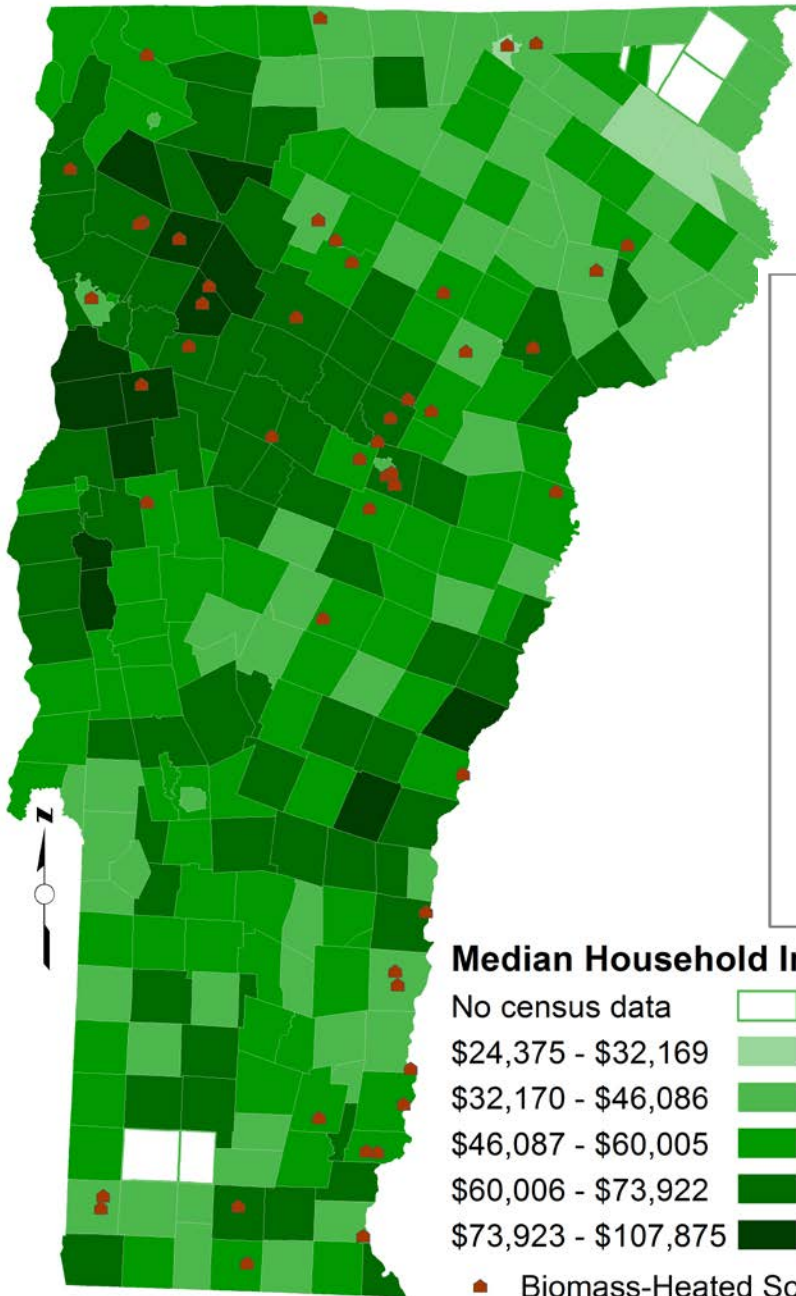 z
Median Household I
No census data
$24,375 - $32,169
$32,170 - $46,086
$46,087 - $60,005
$60,006 - $73,922
$73,923 - $107,875
Biomass-Heated